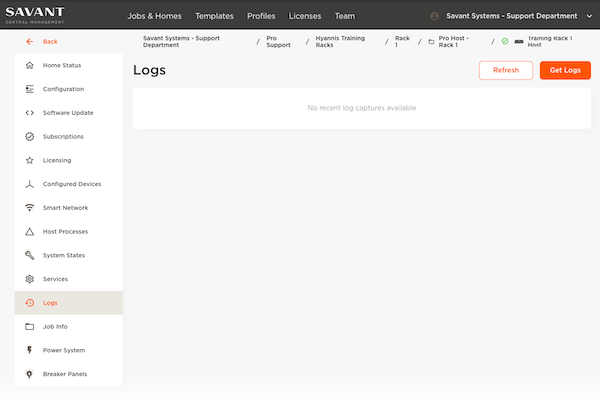 SAVANT
CENTRAL MANAGEMENT
Jobs & Homes Templates Profiles Licenses Team Savant Systems - Support Department
Back
Savant Systems - Support Department / Pro Support / Hyannis Training Racks / Rack 1 / Pro Host - Rack 1 / Training Rack 1 Host
Home Status
Configuration
Software Update
Subscriptions
Licensing
Configured Devices
Smart Network
Host Processes
System States
Services
Logs
Job Info
Power System
Breaker Panels
Logs
Refresh Get Logs
No recent log captures available